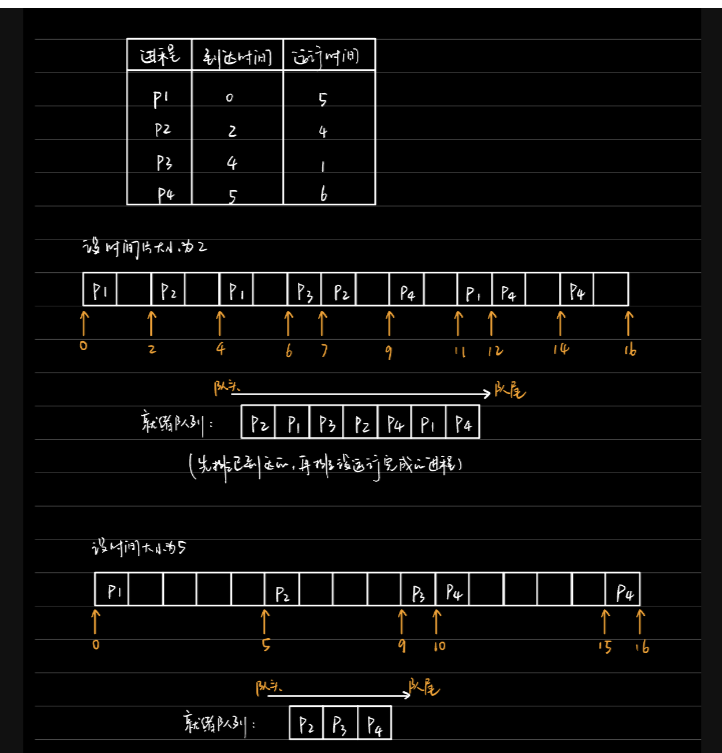 进程 到达时间 运行时间
P1 0 5
P2 2 4
P3 4 1
P4 5 6
设时间片大小为2
P1 P2 P1 P3 P2 P4 P1 P4 P4
0 2 4 6 7 9 11 12 14 16
队头 队尾
就绪队列: P2 P1 P3 P2 P4 P1 P4
(先排已到达的,再排没运行完成的进程)
设时间大小为5
P1 P2 P3 P4 P4
0 5 9 10 15 16
队头 队尾
就绪队列: P2 P3 P4